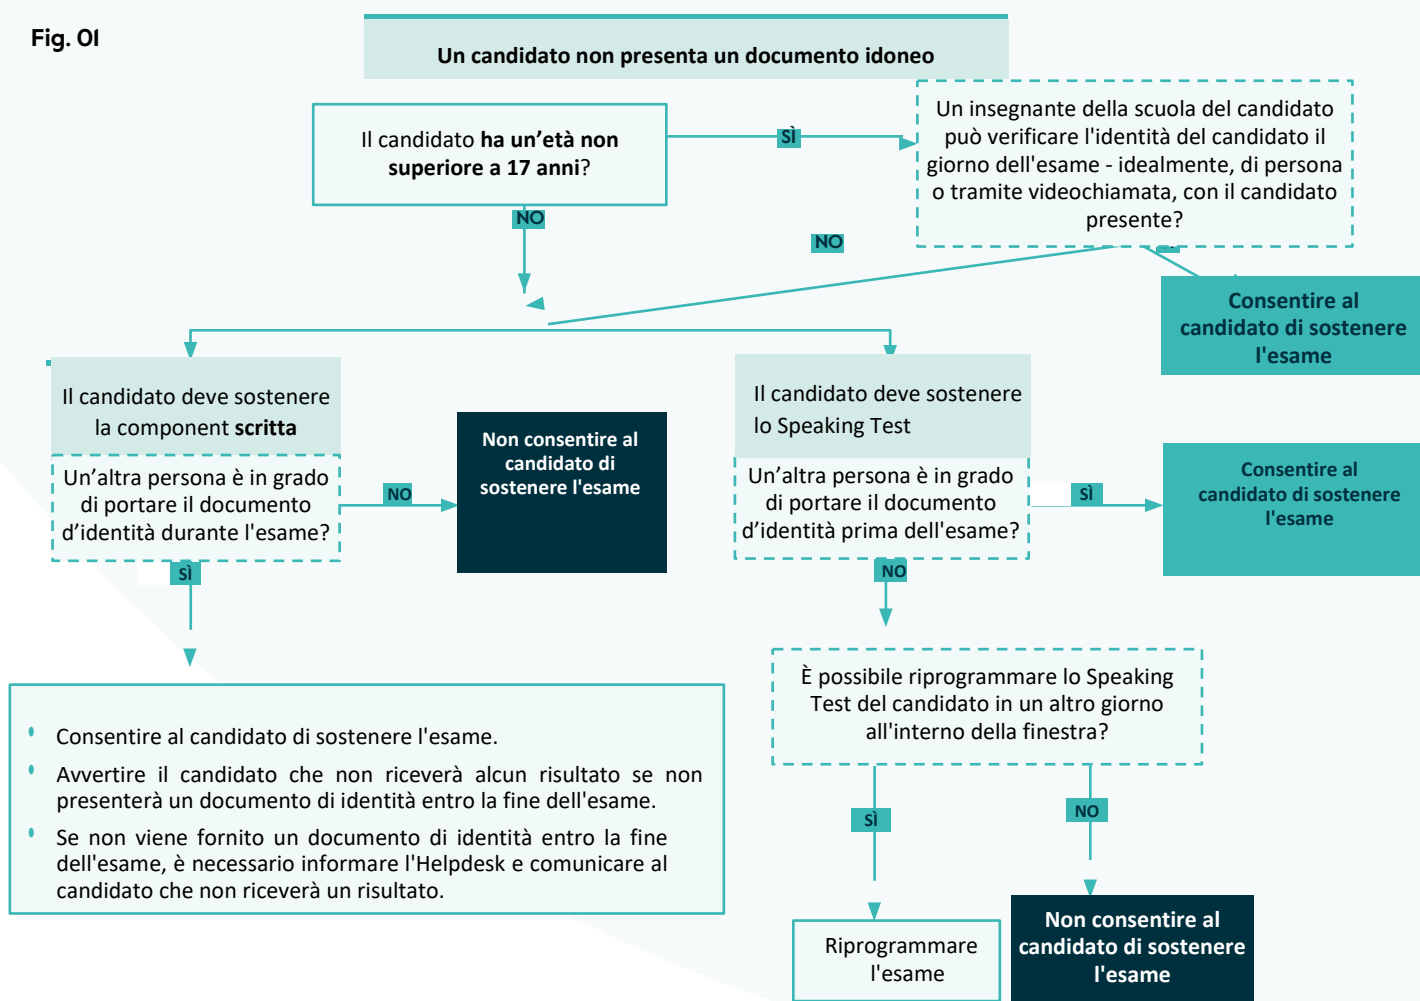 Fig. 01
Un candidato non presenta un documento idoneo
Il candidato ha un'età non
superiore a 17 anni?
SÌ
Un insegnante della scuola del candidato
può verificare l'identità del candidato il
giorno dell'esame - idealmente, di persona
o tramite videochiamata, con il candidato
presente?
NO
NO
Consentire al
candidato di sostenere
l'esame
Il candidato deve sostenere
la component scritta
Un'altra persona è in grado
di portare il documento
d'identità durante l'esame?
NO
Non consentire al
candidato di
sostenere l'esame
SÌ
Il candidato deve sostenere
lo Speaking Test
Un'altra persona è in grado
di portare il documento
d'identità prima dell'esame?
SÌ
Consentire al
candidato di sostenere
l'esame
NO
È possibile riprogrammare lo Speaking
Test del candidato in un altro giorno
all'interno della finestra?
SÌ
NO
Riprogrammare
l'esame
Non consentire al
candidato di sostenere
l'esame
Consentire al candidato di sostenere l'esame.
Avvertire il candidato che non riceverà alcun risultato se non
presenterà un documento di identità entro la fine dell'esame.
Se non viene fornito un documento di identità entro la fine
dell'esame, è necessario informare l'Helpdesk e comunicare al
candidato che non riceverà un risultato.